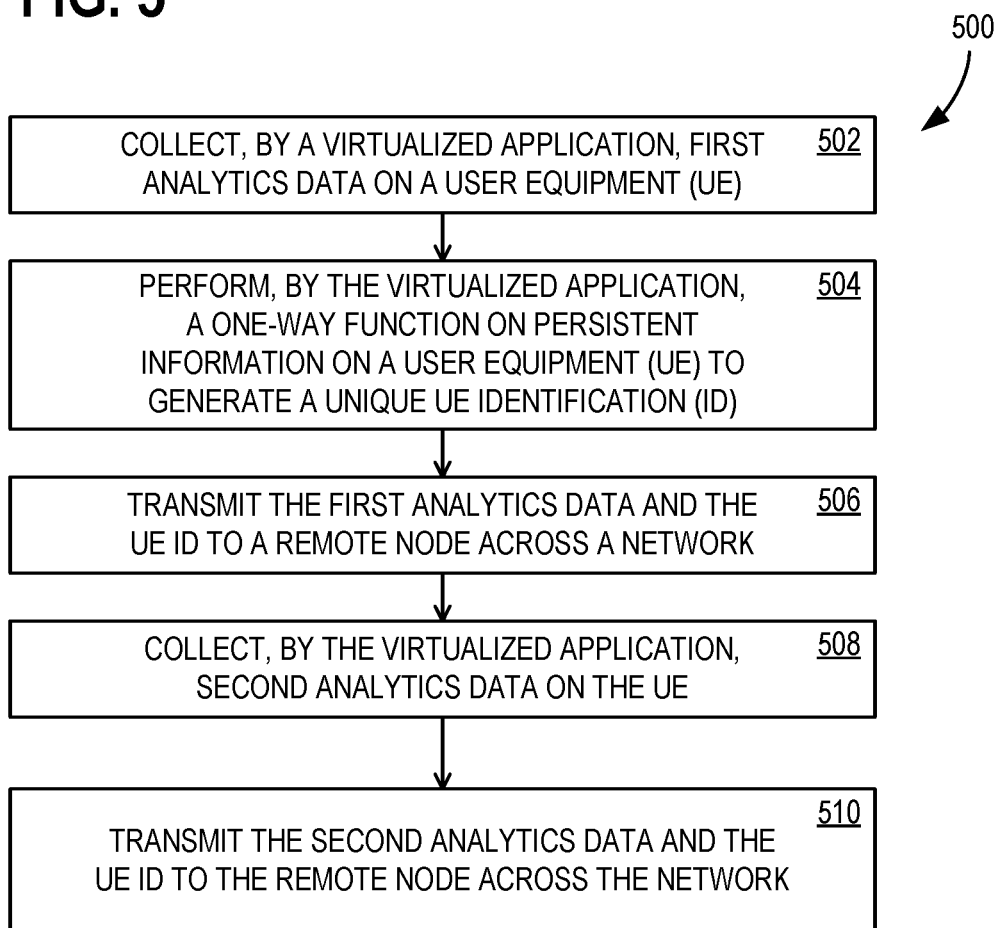 FIG. 5
500
COLLECT, BY A VIRTUALIZED APPLICATION, FIRST 502
ANALYTICS DATA ON A USER EQUIPMENT (UE)
PERFORM, BY THE VIRTUALIZED APPLICATION, 504
A ONE-WAY FUNCTION ON PERSISTENT
INFORMATION ON A USER EQUIPMENT (UE) TO
GENERATE A UNIQUE UE IDENTIFICATION (ID)
TRANSMIT THE FIRST ANALYTICS DATA AND THE 506
UE ID TO A REMOTE NODE ACROSS A NETWORK
COLLECT, BY THE VIRTUALIZED APPLICATION, 508
SECOND ANALYTICS DATA ON THE UE
510
TRANSMIT THE SECOND ANALYTICS DATA AND THE
UE ID TO THE REMOTE NODE ACROSS THE NETWORK